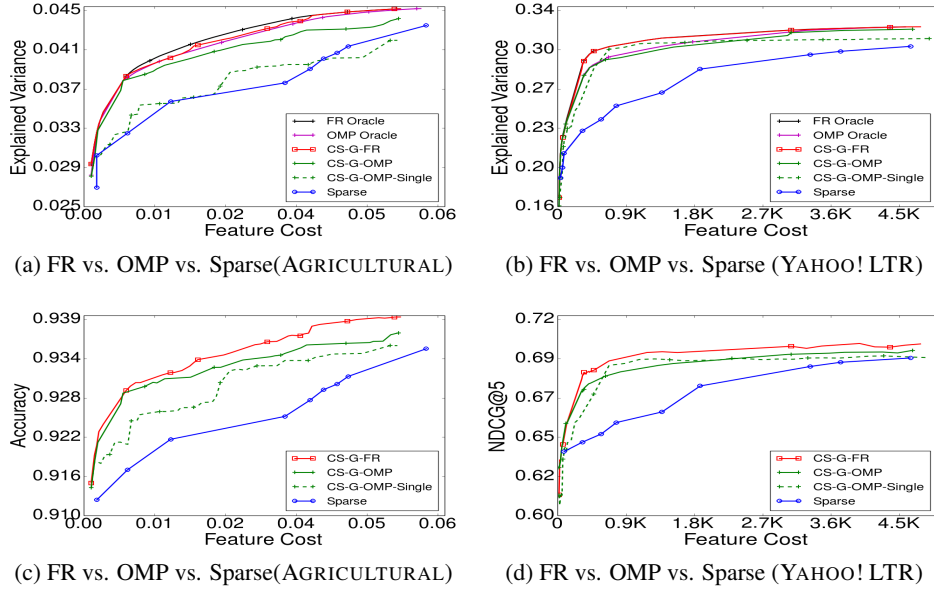 0.045
0.041
0.037
0.033
0.029
0.025
Explained Variance
0.00 0.01 0.02 0.04 0.05 0.06
Feature Cost
FR Oracle
OMP Oracle
CS-G-FR
CS-G-OMP
CS-G-OMP-Single
Sparse
(a) FR vs. OMP vs. Sparse(AGRICULTURAL)
0.34
0.30
0.27
0.23
0.20
0.16
Explained Variance
0 0.9K 1.8K 2.7K 3.6K 4.5K
Feature Cost
FR Oracle
OMP Oracle
CS-G-FR
CS-G-OMP
CS-G-OMP-Single
Sparse
(b) FR vs. OMP vs. Sparse (YAHOO! LTR)
0.939
0.934
0.928
0.922
0.916
0.910
Accuracy
0.00 0.01 0.02 0.04 0.05 0.06
Feature Cost
CS-G-FR
CS-G-OMP
CS-G-OMP-Single
Sparse
(c) FR vs. OMP vs. Sparse(AGRICULTURAL)
0.72
0.69
0.67
0.65
0.62
0.60
NDCG@5
0 0.9K 1.8K 2.7K 3.6K 4.5K
Feature Cost
CS-G-FR
CS-G-OMP
CS-G-OMP-Single
Sparse
(d) FR vs. OMP vs. Sparse (YAHOO! LTR)